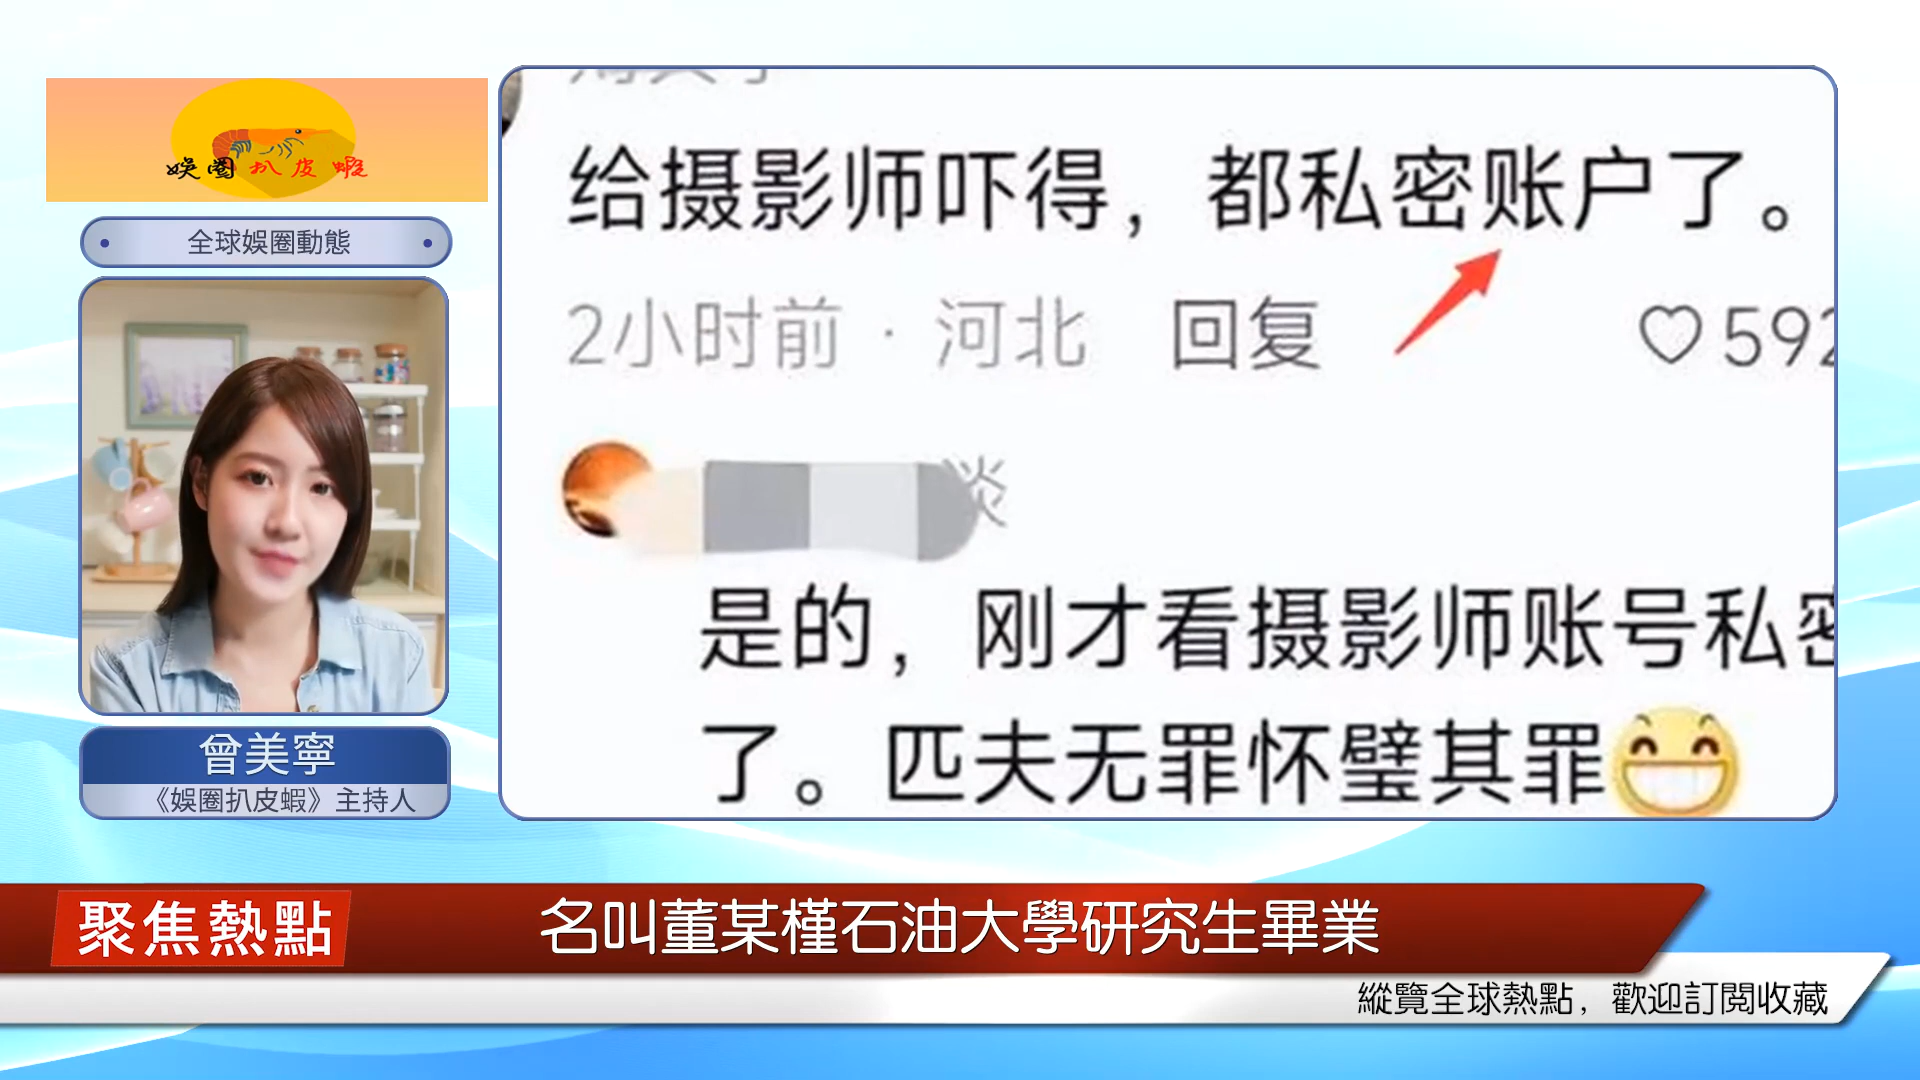 娛圈扒皮蝦
全球娛圈動態
曾美寧
《娛圈扒皮蝦》主持人
给摄影师吓得，都私密账户了。
2小时前 · 河北 回复
592
淡
是的，刚才看摄影师账号私密
了。匹夫无罪怀璧其罪
聚焦熱點
名叫董某槿石油大學研究生畢業
縱覽全球熱點，歡迎訂閱收藏